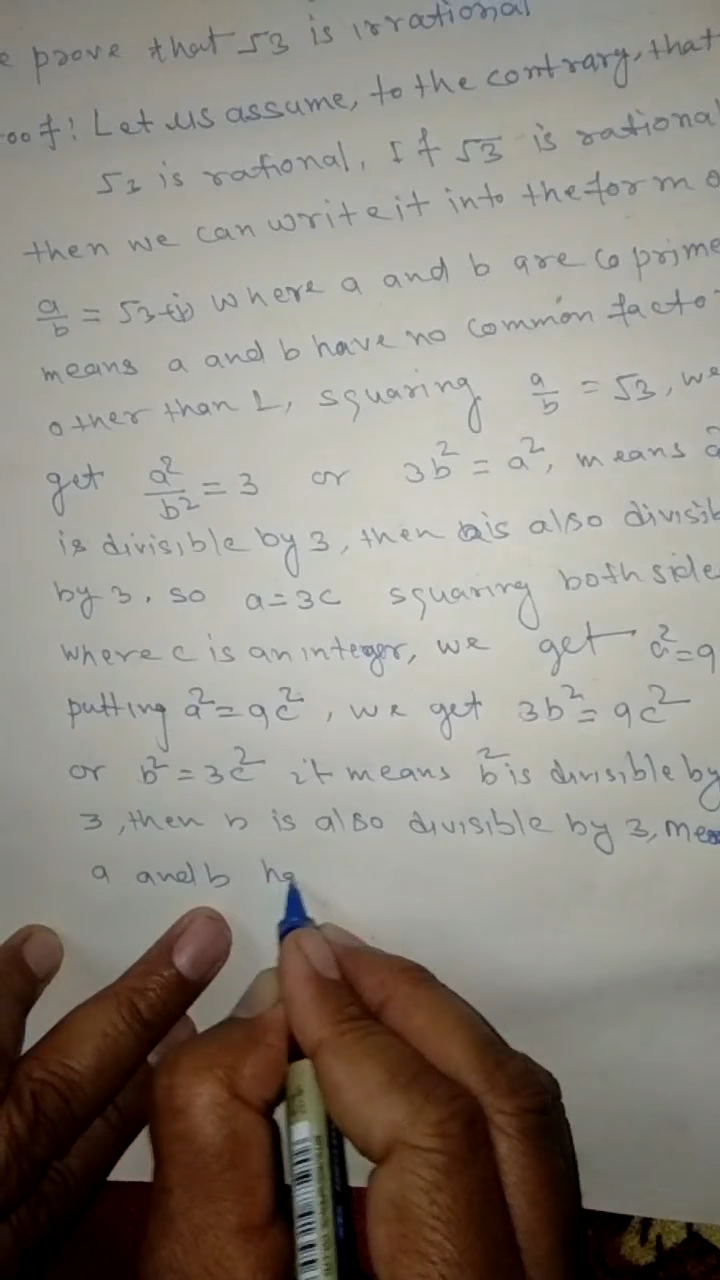 e prove that √3 is irrational
oof: Let us assume, to the contrary, that
√3 is rational, If √3 is rational
then we can write it into the form o
a/b = √3-(i) where a and b are co prime
means a and b have no common facto
other than 1, squaring a/b = √3, we
get a²/b² = 3 or 3b² = a², means a
is divisible by 3, then a is also divisib
by 3. so a = 3c squaring both side
where c is an integer, we get a² = 9
putting a² = 9c², we get 3b² = 9c²
or b² = 3c² it means b² is divisible by
3, then b is also divisible by 3, mea
a and b ha